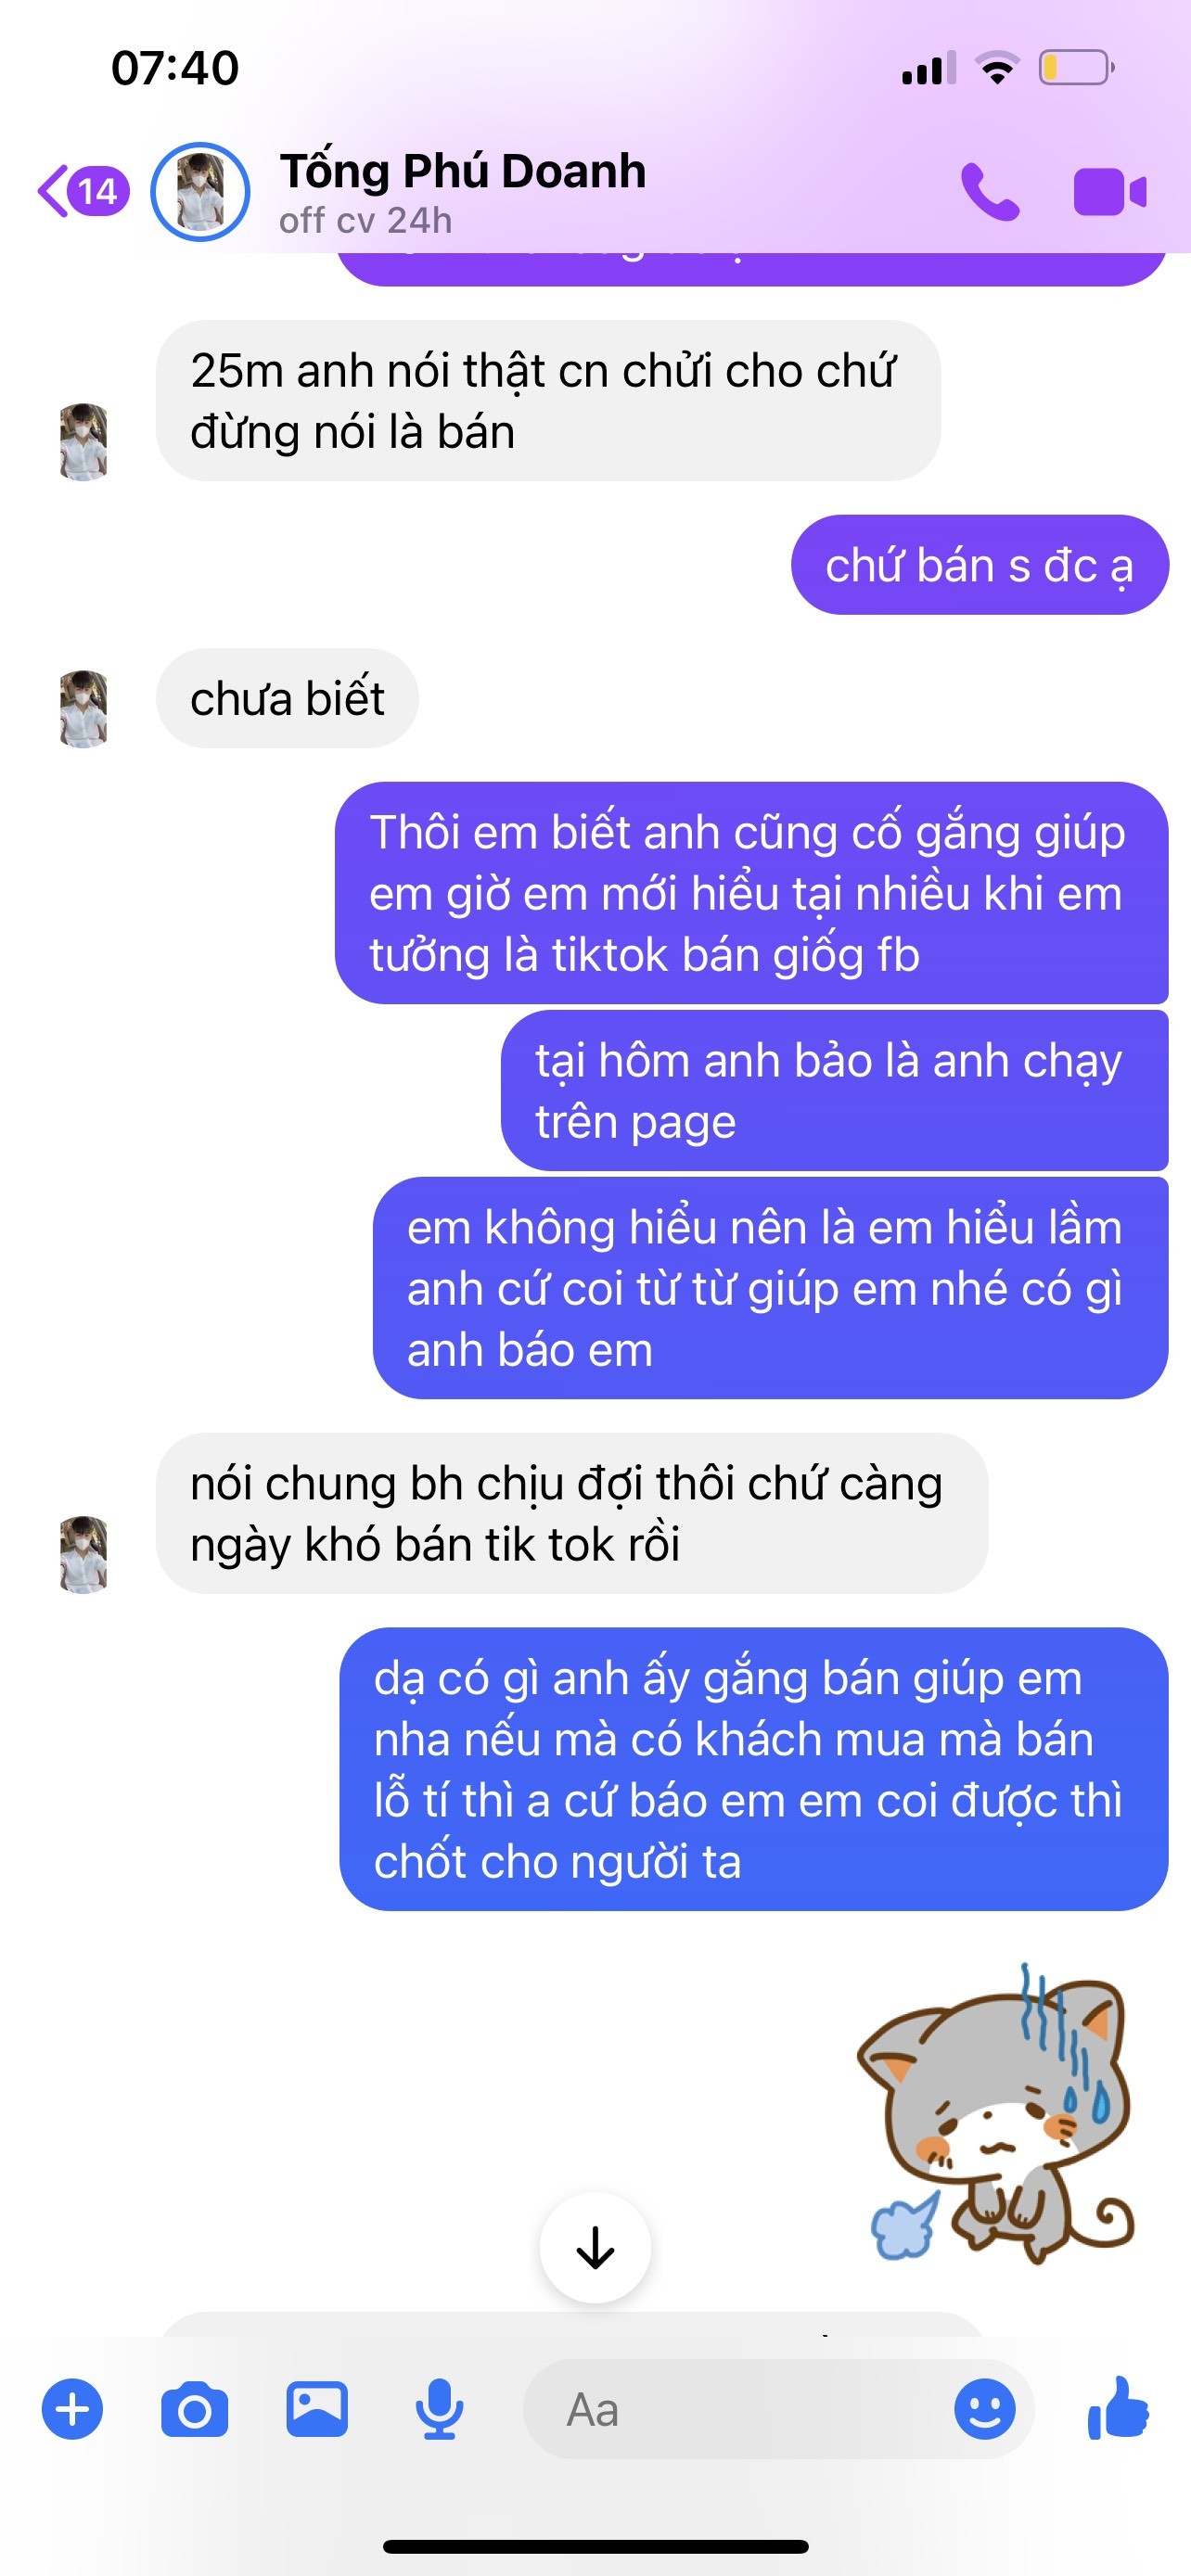 07:40
14
Tống Phú Doanh
off cv 24h
25m anh nói thật cn chửi cho chứ
đừng nói là bán
chứ bán s đc ạ
chưa biết
Thôi em biết anh cũng cố gắng giúp
em giờ em mới hiểu tại nhiều khi em
tưởng là tiktok bán giống fb
tại hôm anh bảo là anh chạy
trên page
em không hiểu nên là em hiểu lầm
anh cứ coi từ từ giúp em nhé có gì
anh báo em
nói chung bh chịu đợi thôi chứ càng
ngày khó bán tik tok rồi
dạ có gì anh ấy gắng bán giúp em
nha nếu mà có khách mua mà bán
lỗ tí thì a cứ báo em em coi được thì
chốt cho người ta
Aa